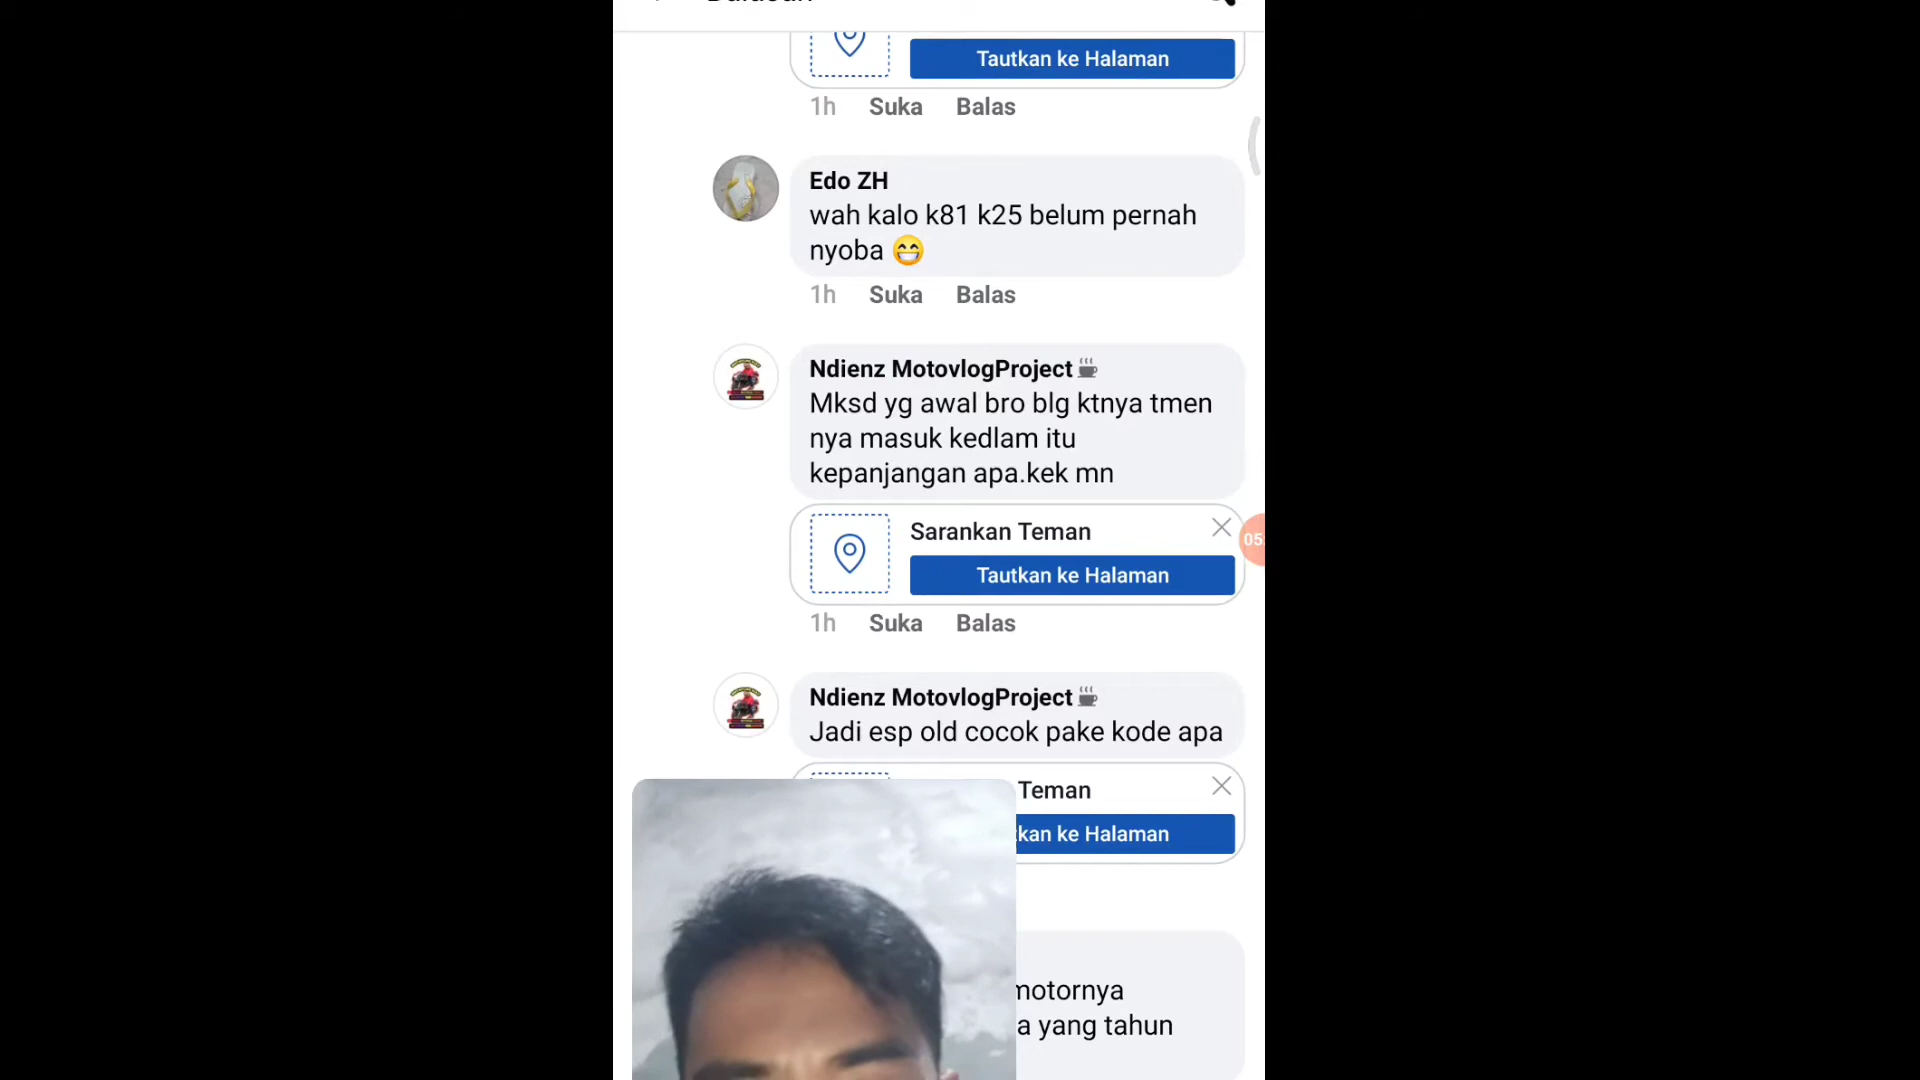 Tautkan ke Halaman
1h Suka Balas
Edo ZH
wah kalo k81 k25 belum pernah
nyoba 😁
1h Suka Balas
Ndienz MotovlogProject☕
Mksd yg awal bro blg ktnya tmen
nya masuk kedlam itu
kepanjangan apa.kek mn
Sarankan Teman
Tautkan ke Halaman
05
1h Suka Balas
Ndienz MotovlogProject☕
Jadi esp old cocok pake kode apa
Teman
kan ke Halaman
motornya
a yang tahun